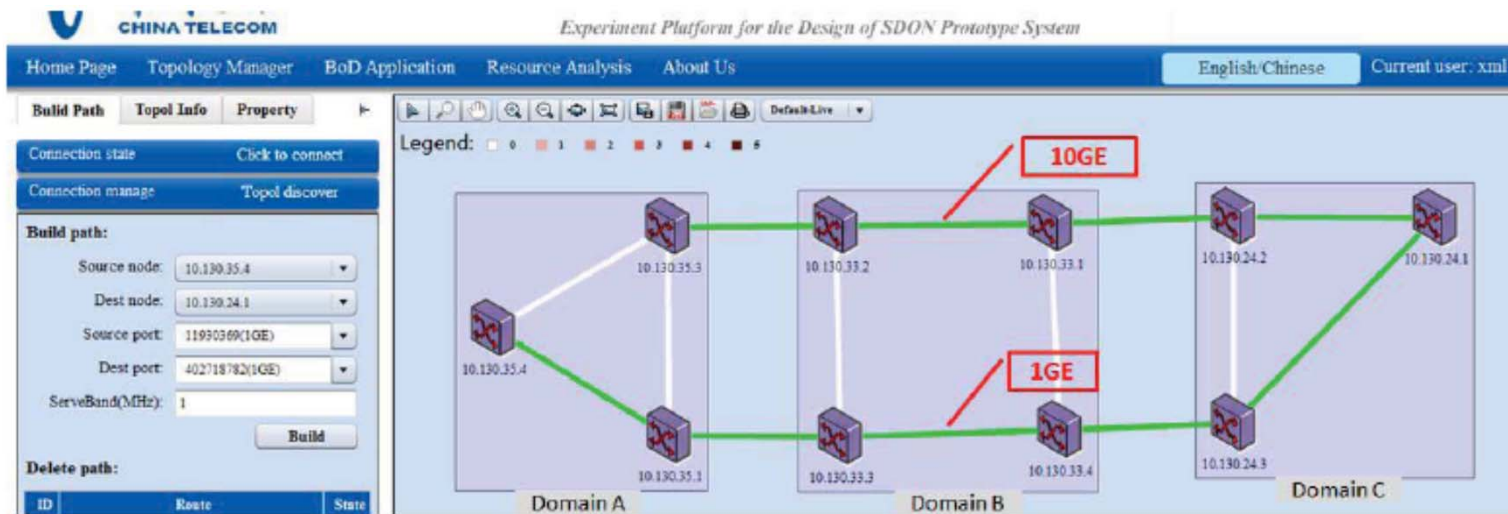 CHINA TELECOM
Experiment Platform for the Design of SDON Prototype System
Home Page Topology Manager BoD Application Resource Analysis About Us English/Chinese Current user: xml
Build Path Topol Info Property
Default-Live
Connection state Click to connect
Legend: 0 1 2 3 4 5
Connection manage Topol discover
Build path:
Source node: 10.130.35.4
Dest node: 10.130.24.1
Source port: 11930369(1GE)
Dest port: 402718782(1GE)
ServeBand(MHz): 1
Build
Delete path:
ID Route State
10GE
10.130.35.3
10.130.33.2
10.130.33.1
10.130.24.2
10.130.24.1
10.130.35.4
1GE
10.130.35.1
10.130.33.3
10.130.33.4
10.130.24.3
Domain A
Domain B
Domain C